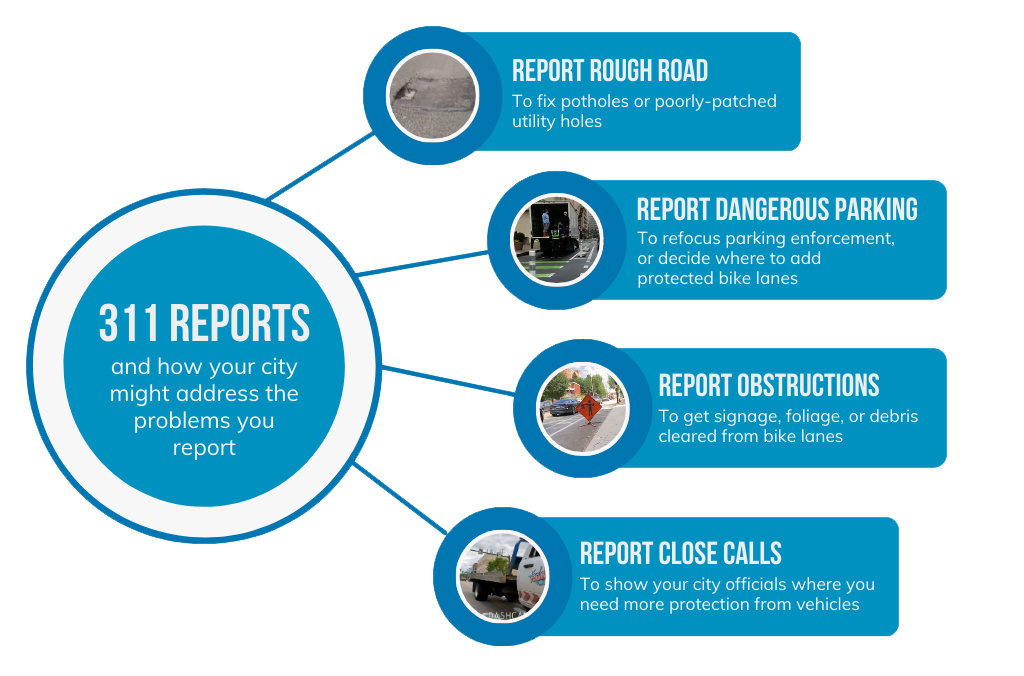 REPORT ROUGH ROAD
To fix potholes or poorly-patched
utility holes
REPORT DANGEROUS PARKING
To refocus parking enforcement,
or decide where to add
protected bike lanes
311 REPORTS
and how your city
might address the
problems you
report
REPORT OBSTRUCTIONS
To get signage, foliage, or debris
cleared from bike lanes
REPORT CLOSE CALLS
To show your city officials where you
need more protection from vehicles